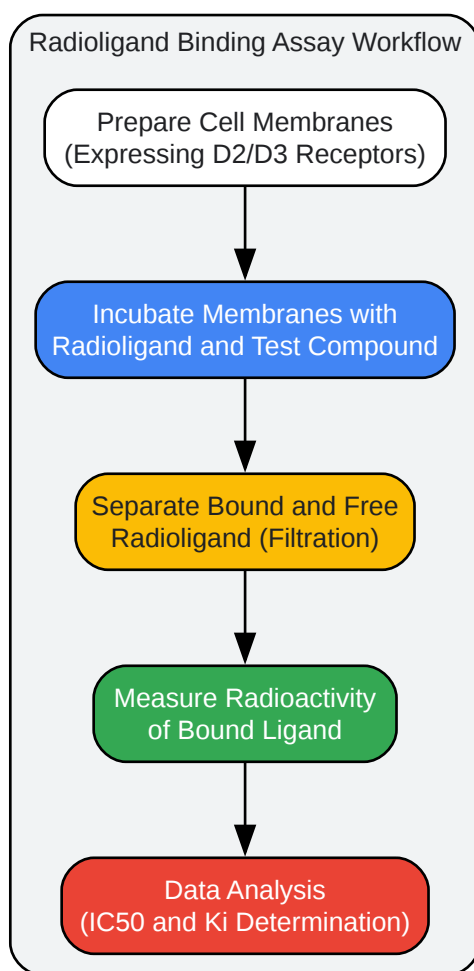 Radioligand Binding Assay Workflow
Prepare Cell Membranes
(Expressing D2/D3 Receptors)
Incubate Membranes with
Radioligand and Test Compound
Separate Bound and Free
Radioligand (Filtration)
Measure Radioactivity
of Bound Ligand
Data Analysis
(IC50 and Ki Determination)